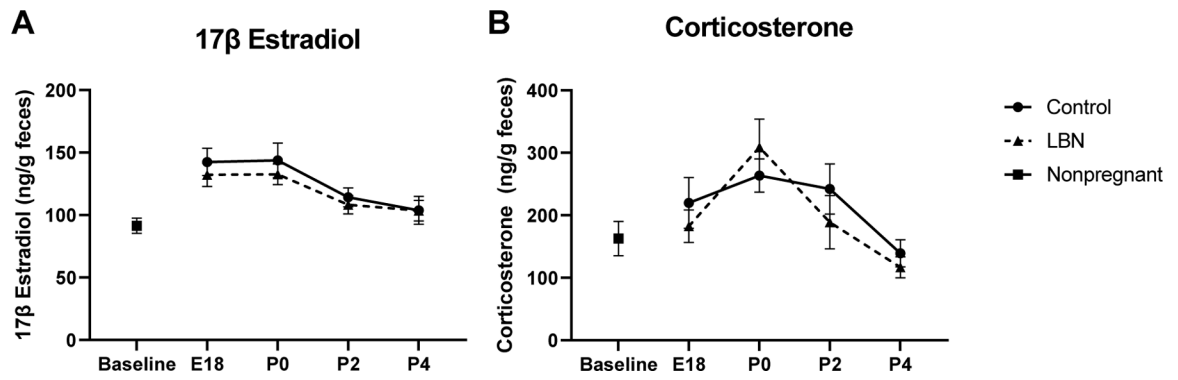 A
17β Estradiol
17β Estradiol (ng/g feces)
200
150
100
50
0
Baseline E18 P0 P2 P4
B
Corticosterone
Corticosterone (ng/g feces)
400
300
200
100
0
Baseline E18 P0 P2 P4
Control
LBN
Nonpregnant